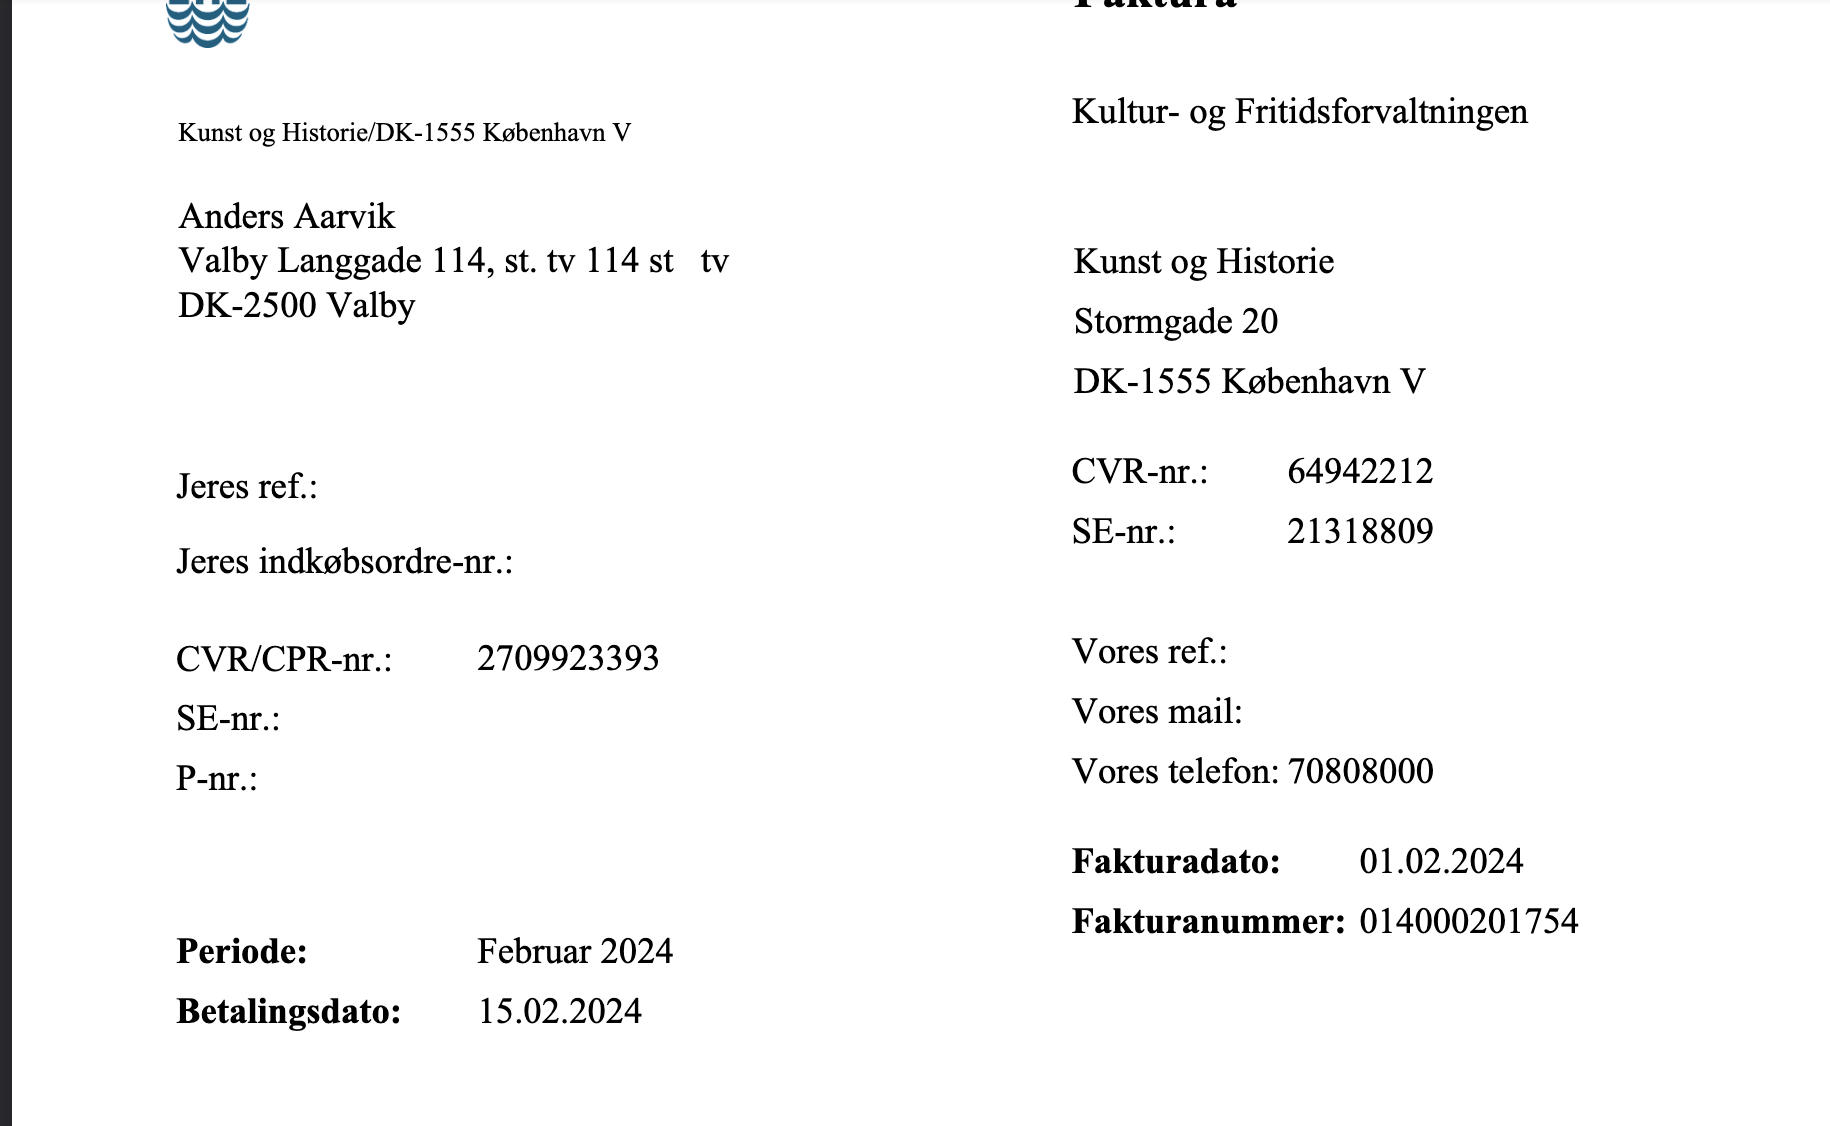 Faktura
Kunst og Historie/DK-1555 København V
Anders Aarvik
Valby Langgade 114, st. tv 114 st   tv
DK-2500 Valby
Jeres ref.:
Jeres indkøbsordre-nr.:
CVR/CPR-nr.: 2709923393
SE-nr.:
P-nr.:
Periode: Februar 2024
Betalingsdato: 15.02.2024
Kultur- og Fritidsforvaltningen
Kunst og Historie
Stormgade 20
DK-1555 København V
CVR-nr.: 64942212
SE-nr.: 21318809
Vores ref.:
Vores mail:
Vores telefon: 70808000
Fakturadato: 01.02.2024
Fakturanummer: 014000201754